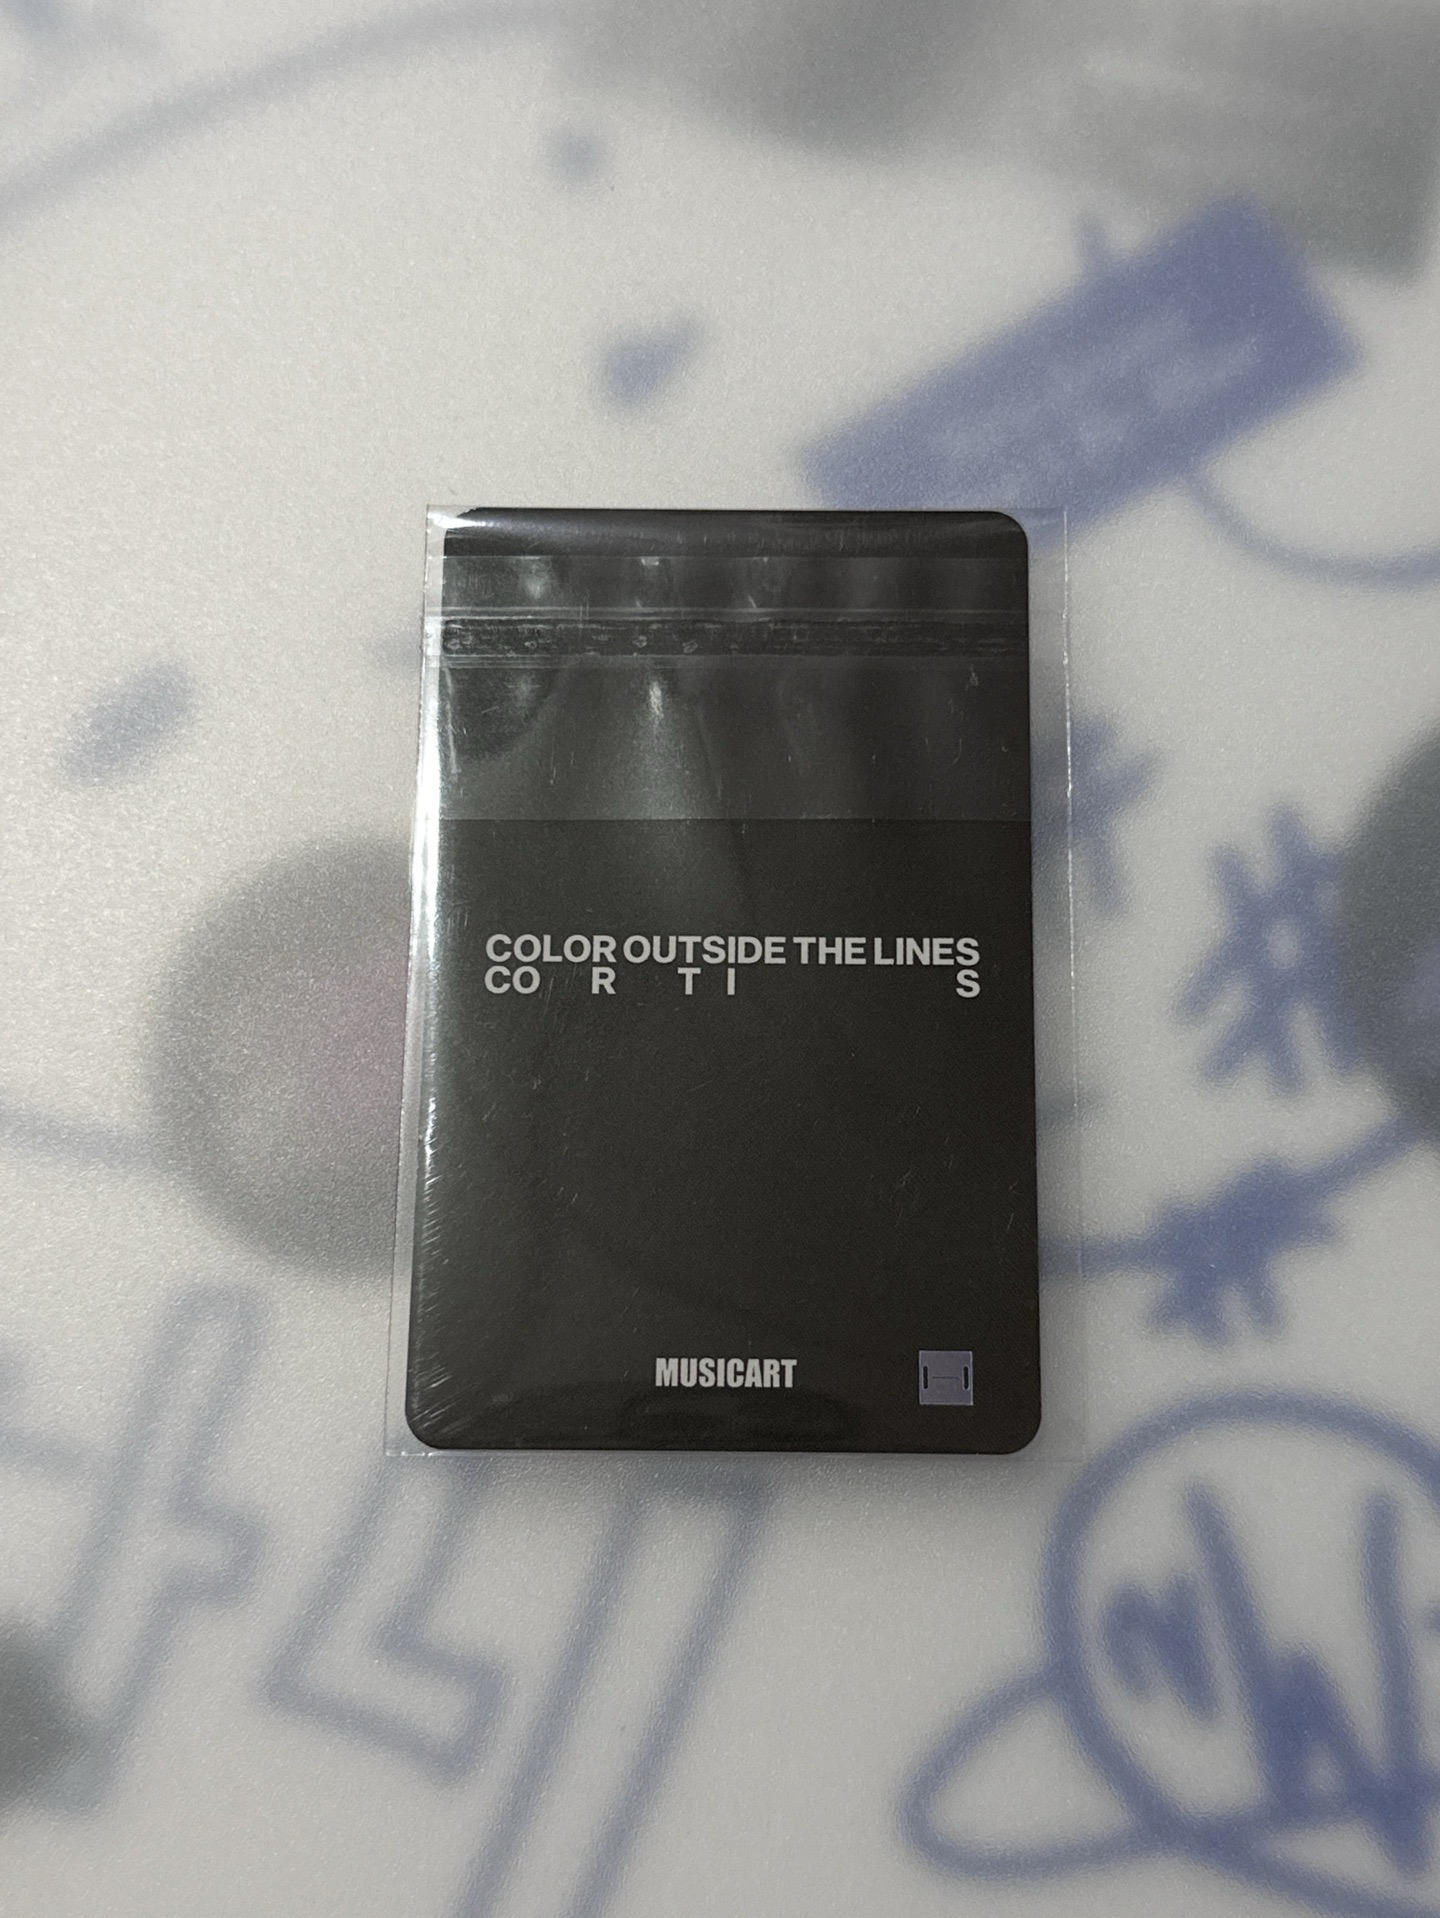 COLOR OUTSIDE THE LINES
CO R T I S
MUSICART